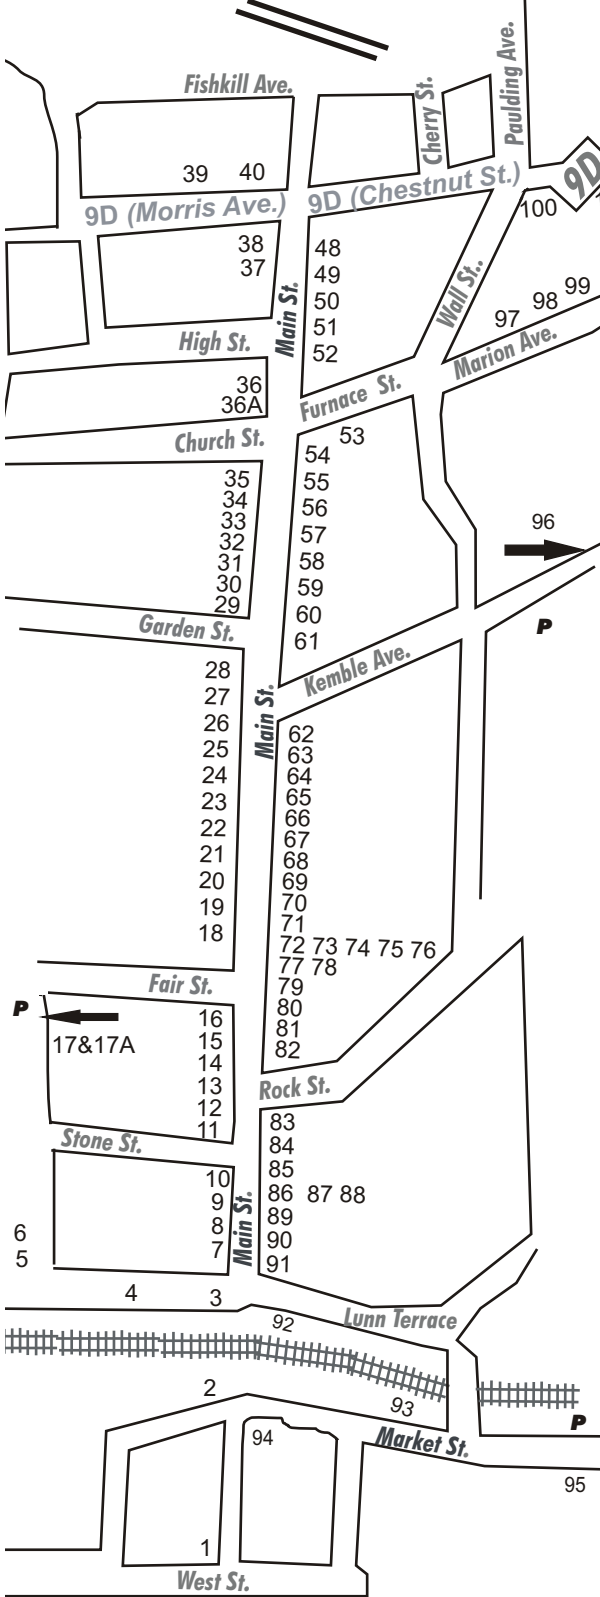 Paulding Ave.
Fishkill Ave.
Cherry St.
39 40
9D
9D (Morris Ave.)
9D (Chestnut St.)
100
38
37
48
49
50
51
52
Main St.
Wall St..
99
98
97
Marion Ave.
High St.
36
36A
Furnace St.
Church St.
53
54
55
56
57
58
59
60
61
35
34
33
32
31
30
29
96
P
Garden St.
Kemble Ave.
Main St.
28
27
26
25
24
23
22
21
20
19
18
62
63
64
65
66
67
68
69
70
71
72 73 74 75 76
77 78
79
80
81
82
Fair St.
P
17&17A
16
15
14
13
12
11
Rock St.
Stone St.
83
84
85
86 87 88
89
90
91
10
9
8
7
Main St.
6
5
4
3
92
Lunn Terrace
2
93
P
94
Market St.
95
1
West St.